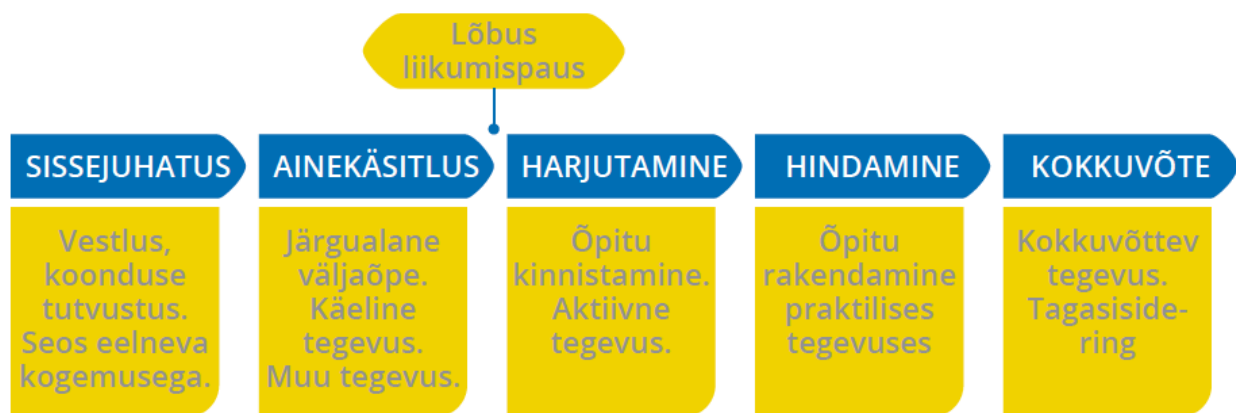 Lõbus
liikumispaus
SISSEJUHATUS
Vestlus,
koonduse
tutvustus.
Seos eelneva
kogemusega.
AINEKÄSITLUS
Järgualane
väljaõpe.
Käeline
tegevus.
Muu tegevus.
HARJUTAMINE
Õpitu
kinnistamine.
Aktiivne
tegevus.
HINDAMINE
Õpitu
rakendamine
praktilises
tegevuses
KOKKUVÕTE
Kokkuvõttev
tegevus.
Tagasiside-
ring